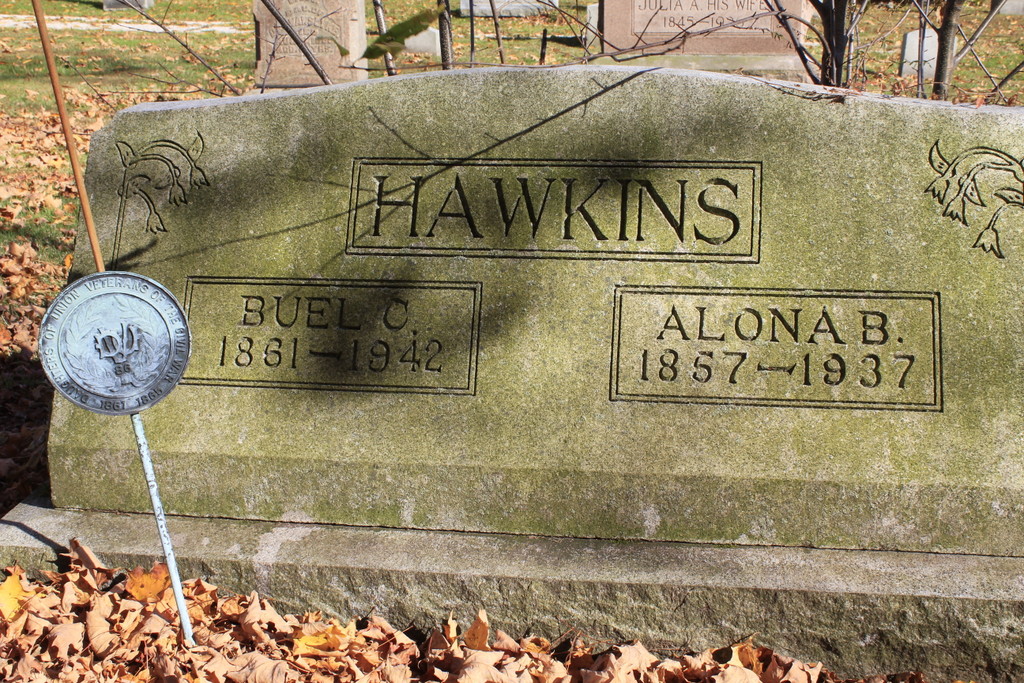 JULIA A. HIS WIFE
HAWKINS
BUEL C.
1861-1942
ALONA B.
1857-1937
DAUGHTERS OF UNION VETERANS OF THE CIVIL WAR
1861 1865